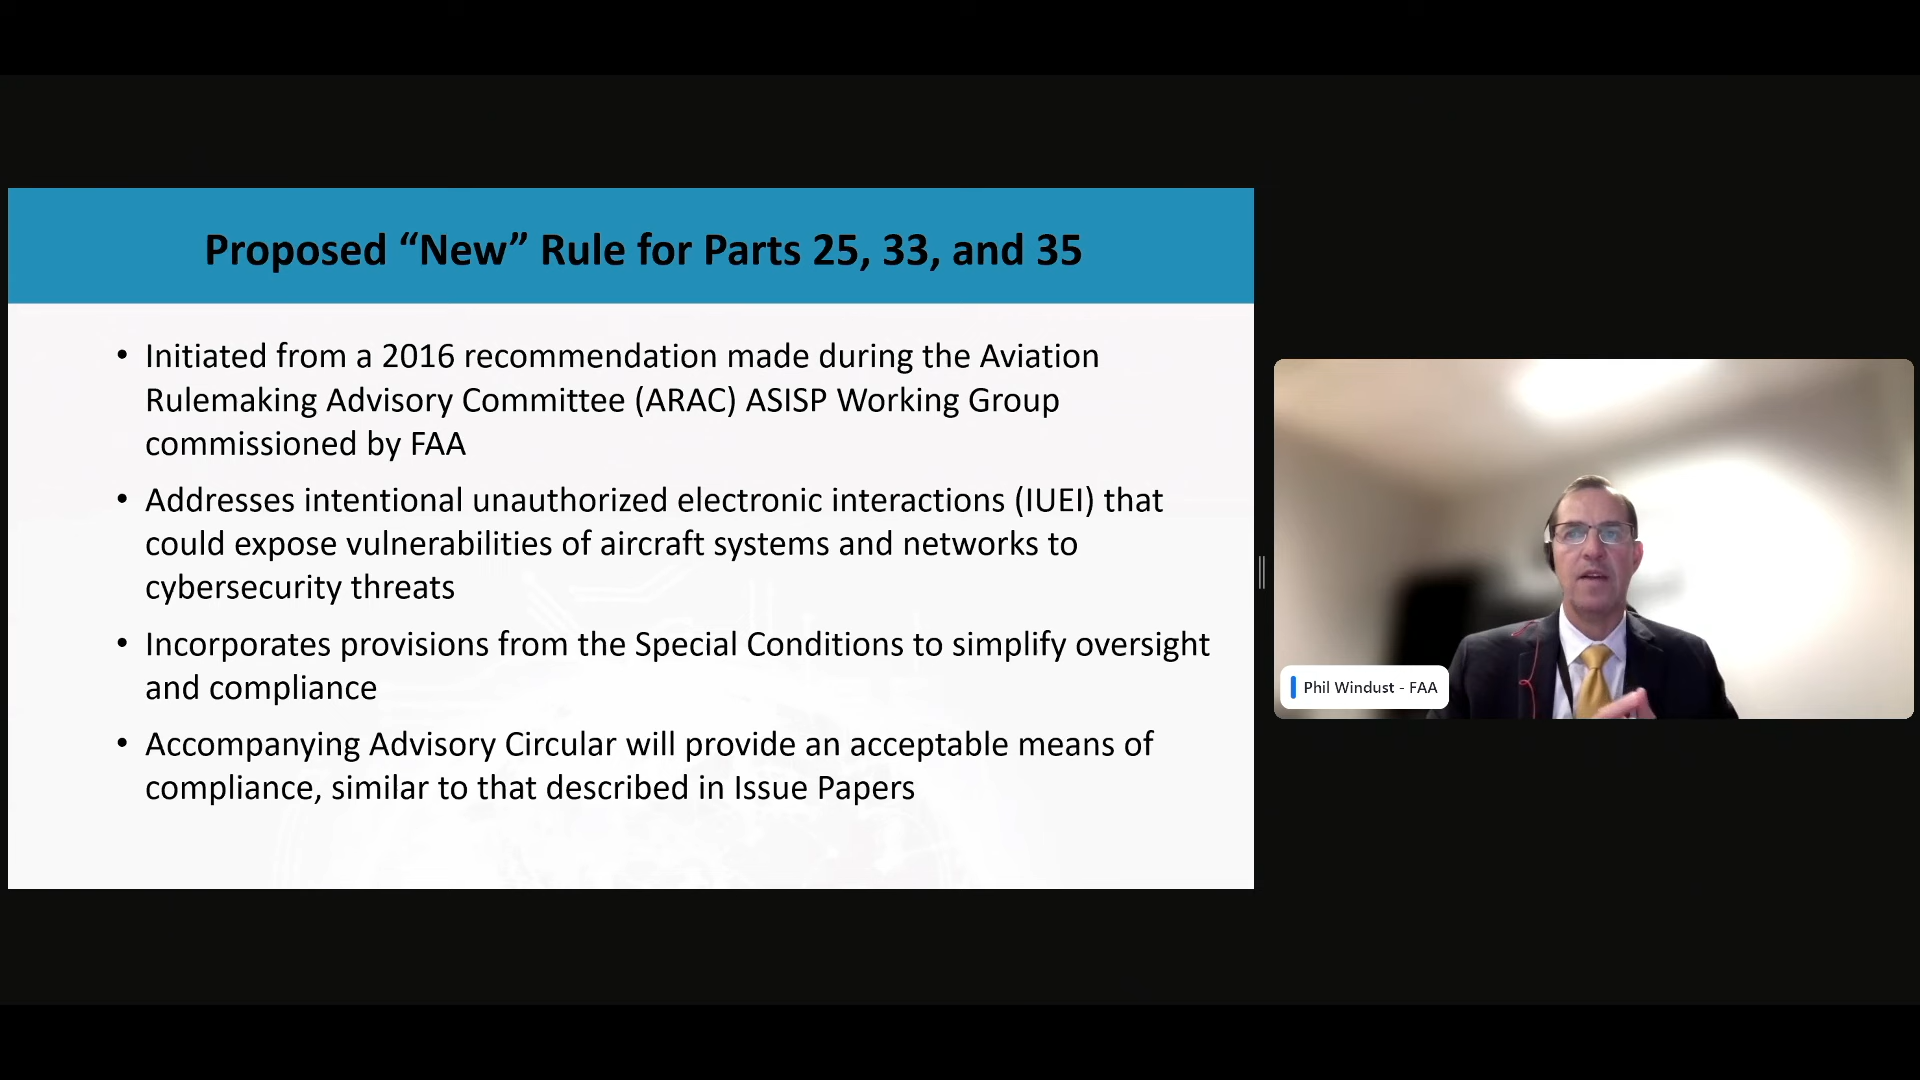 Proposed “New” Rule for Parts 25, 33, and 35
• Initiated from a 2016 recommendation made during the Aviation
Rulemaking Advisory Committee (ARAC) ASISP Working Group
commissioned by FAA
• Addresses intentional unauthorized electronic interactions (IUEI) that
could expose vulnerabilities of aircraft systems and networks to
cybersecurity threats
• Incorporates provisions from the Special Conditions to simplify oversight
and compliance
• Accompanying Advisory Circular will provide an acceptable means of
compliance, similar to that described in Issue Papers
Phil Windust - FAA